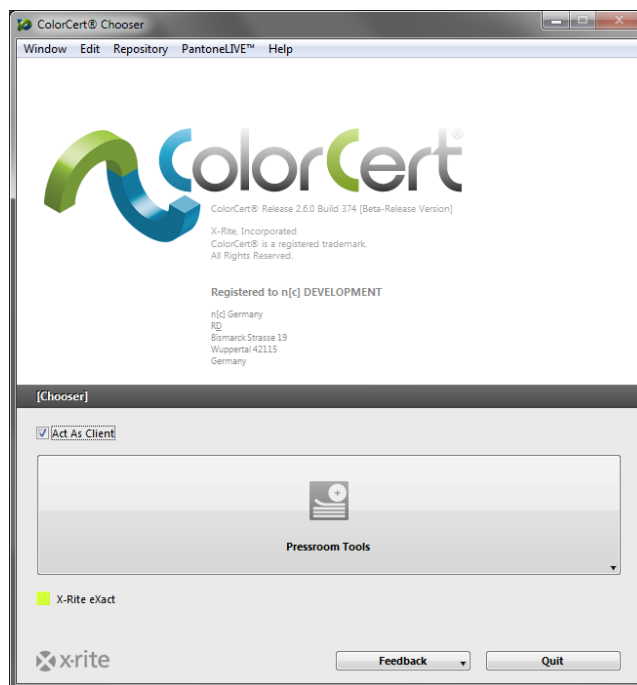 ColorCert® Chooser
Window Edit Repository PantoneLIVE™ Help
ColorCert®
ColorCert® Release 2.6.0 Build 374 [Beta-Release Version]
X-Rite, Incorporated
ColorCert® is a registered trademark.
All Rights Reserved.
Registered to n[c] DEVELOPMENT
n[c] Germany
RD
Bismarck Strasse 19
Wuppertal 42115
Germany
[Chooser]
Act As Client
Pressroom Tools
X-Rite eXact
x·rite
Feedback
Quit